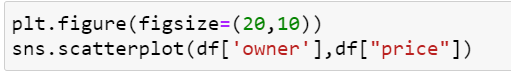 plt.figure(figsize=(20,10))
sns.scatterplot(df['owner'],df["price"])